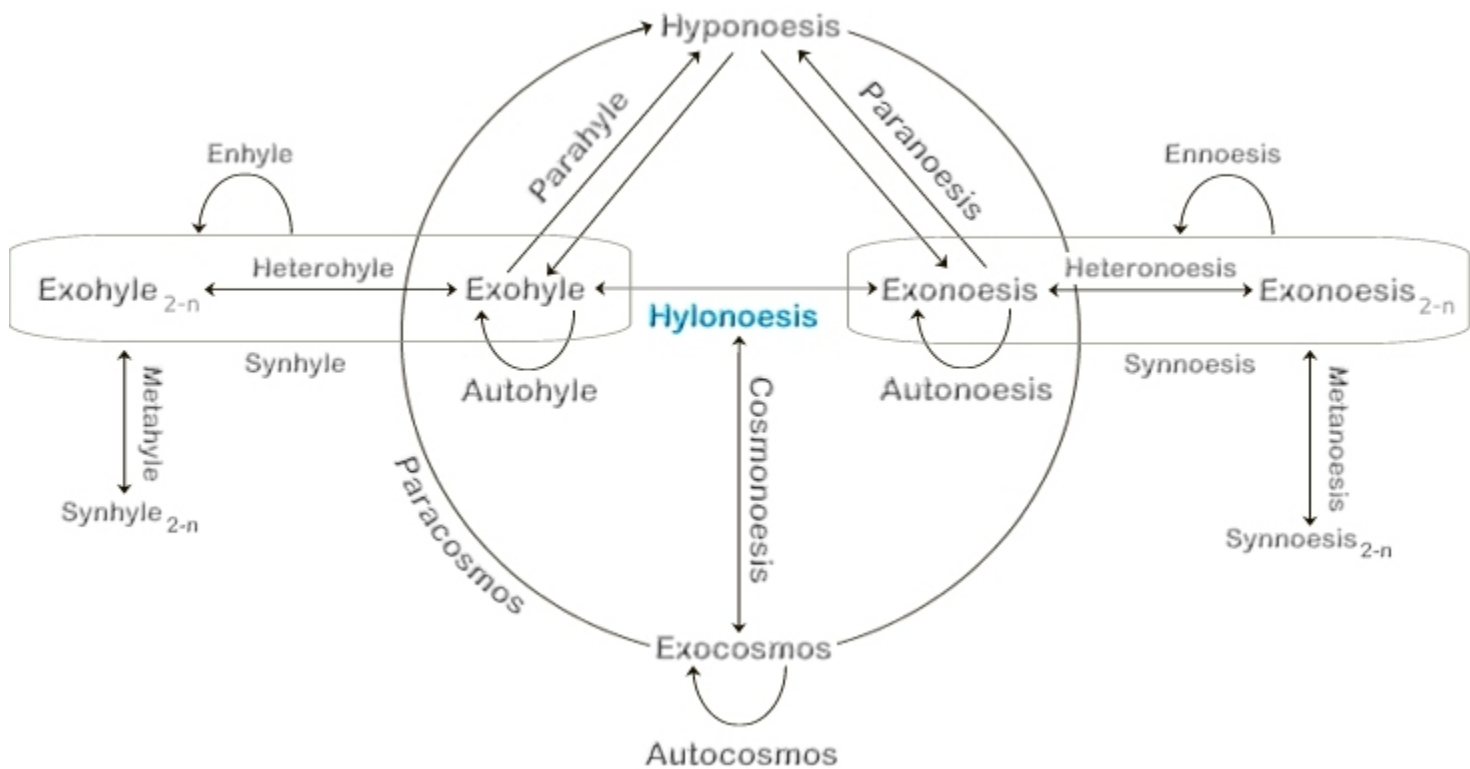 Hyponoesis
Parahyle
Paranoesis
Enhyle
Ennoesis
Heterohyle
Heteronoesis
Exohyle 2-n
Exohyle
Exonoesis
Exonoesis 2-n
Hylonoesis
Synhyle
Synnoesis
Autohyle
Autonoesis
Metahyle
Cosmonoesis
Metanoesis
Paracosmos
Synhyle 2-n
Synnoesis 2-n
Exocosmos
Autocosmos